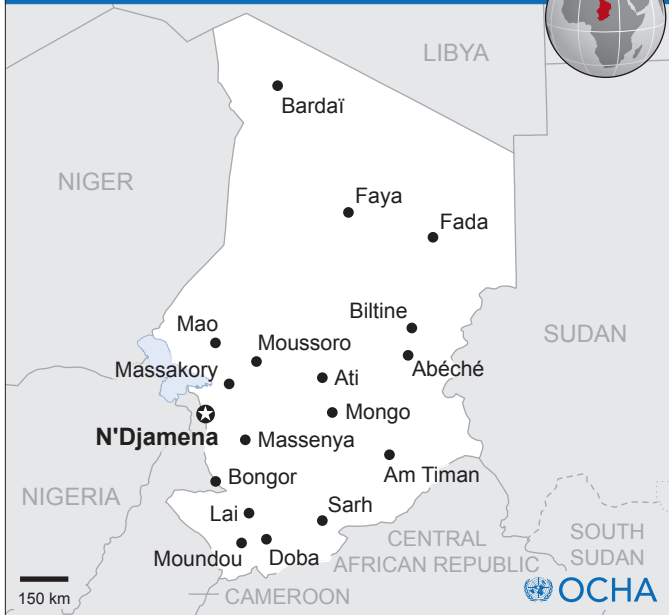 LIBYA
Bardaï
NIGER
Faya
Fada
Biltine
Mao
SUDAN
Moussoro
Abéché
Massakory
Ati
Mongo
N'Djamena
Massenya
Am Timan
Bongor
NIGERIA
Sarh
Lai
CENTRAL
AFRICAN REPUBLIC
SOUTH
SUDAN
Moundou
Doba
150 km
CAMEROON
OCHA